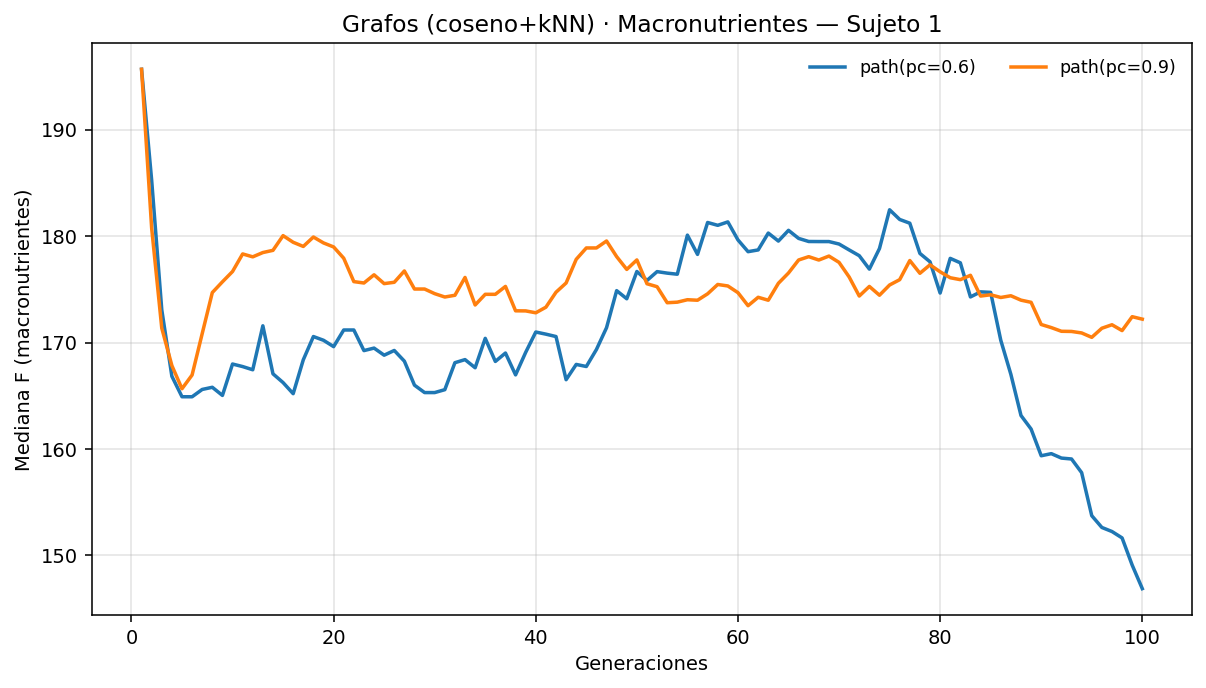 Grafos (coseno+kNN) · Macronutrientes — Sujeto 1
path(pc=0.6) path(pc=0.9)
Mediana F (macronutrientes)
190
180
170
160
150
0 20 40 60 80 100
Generaciones